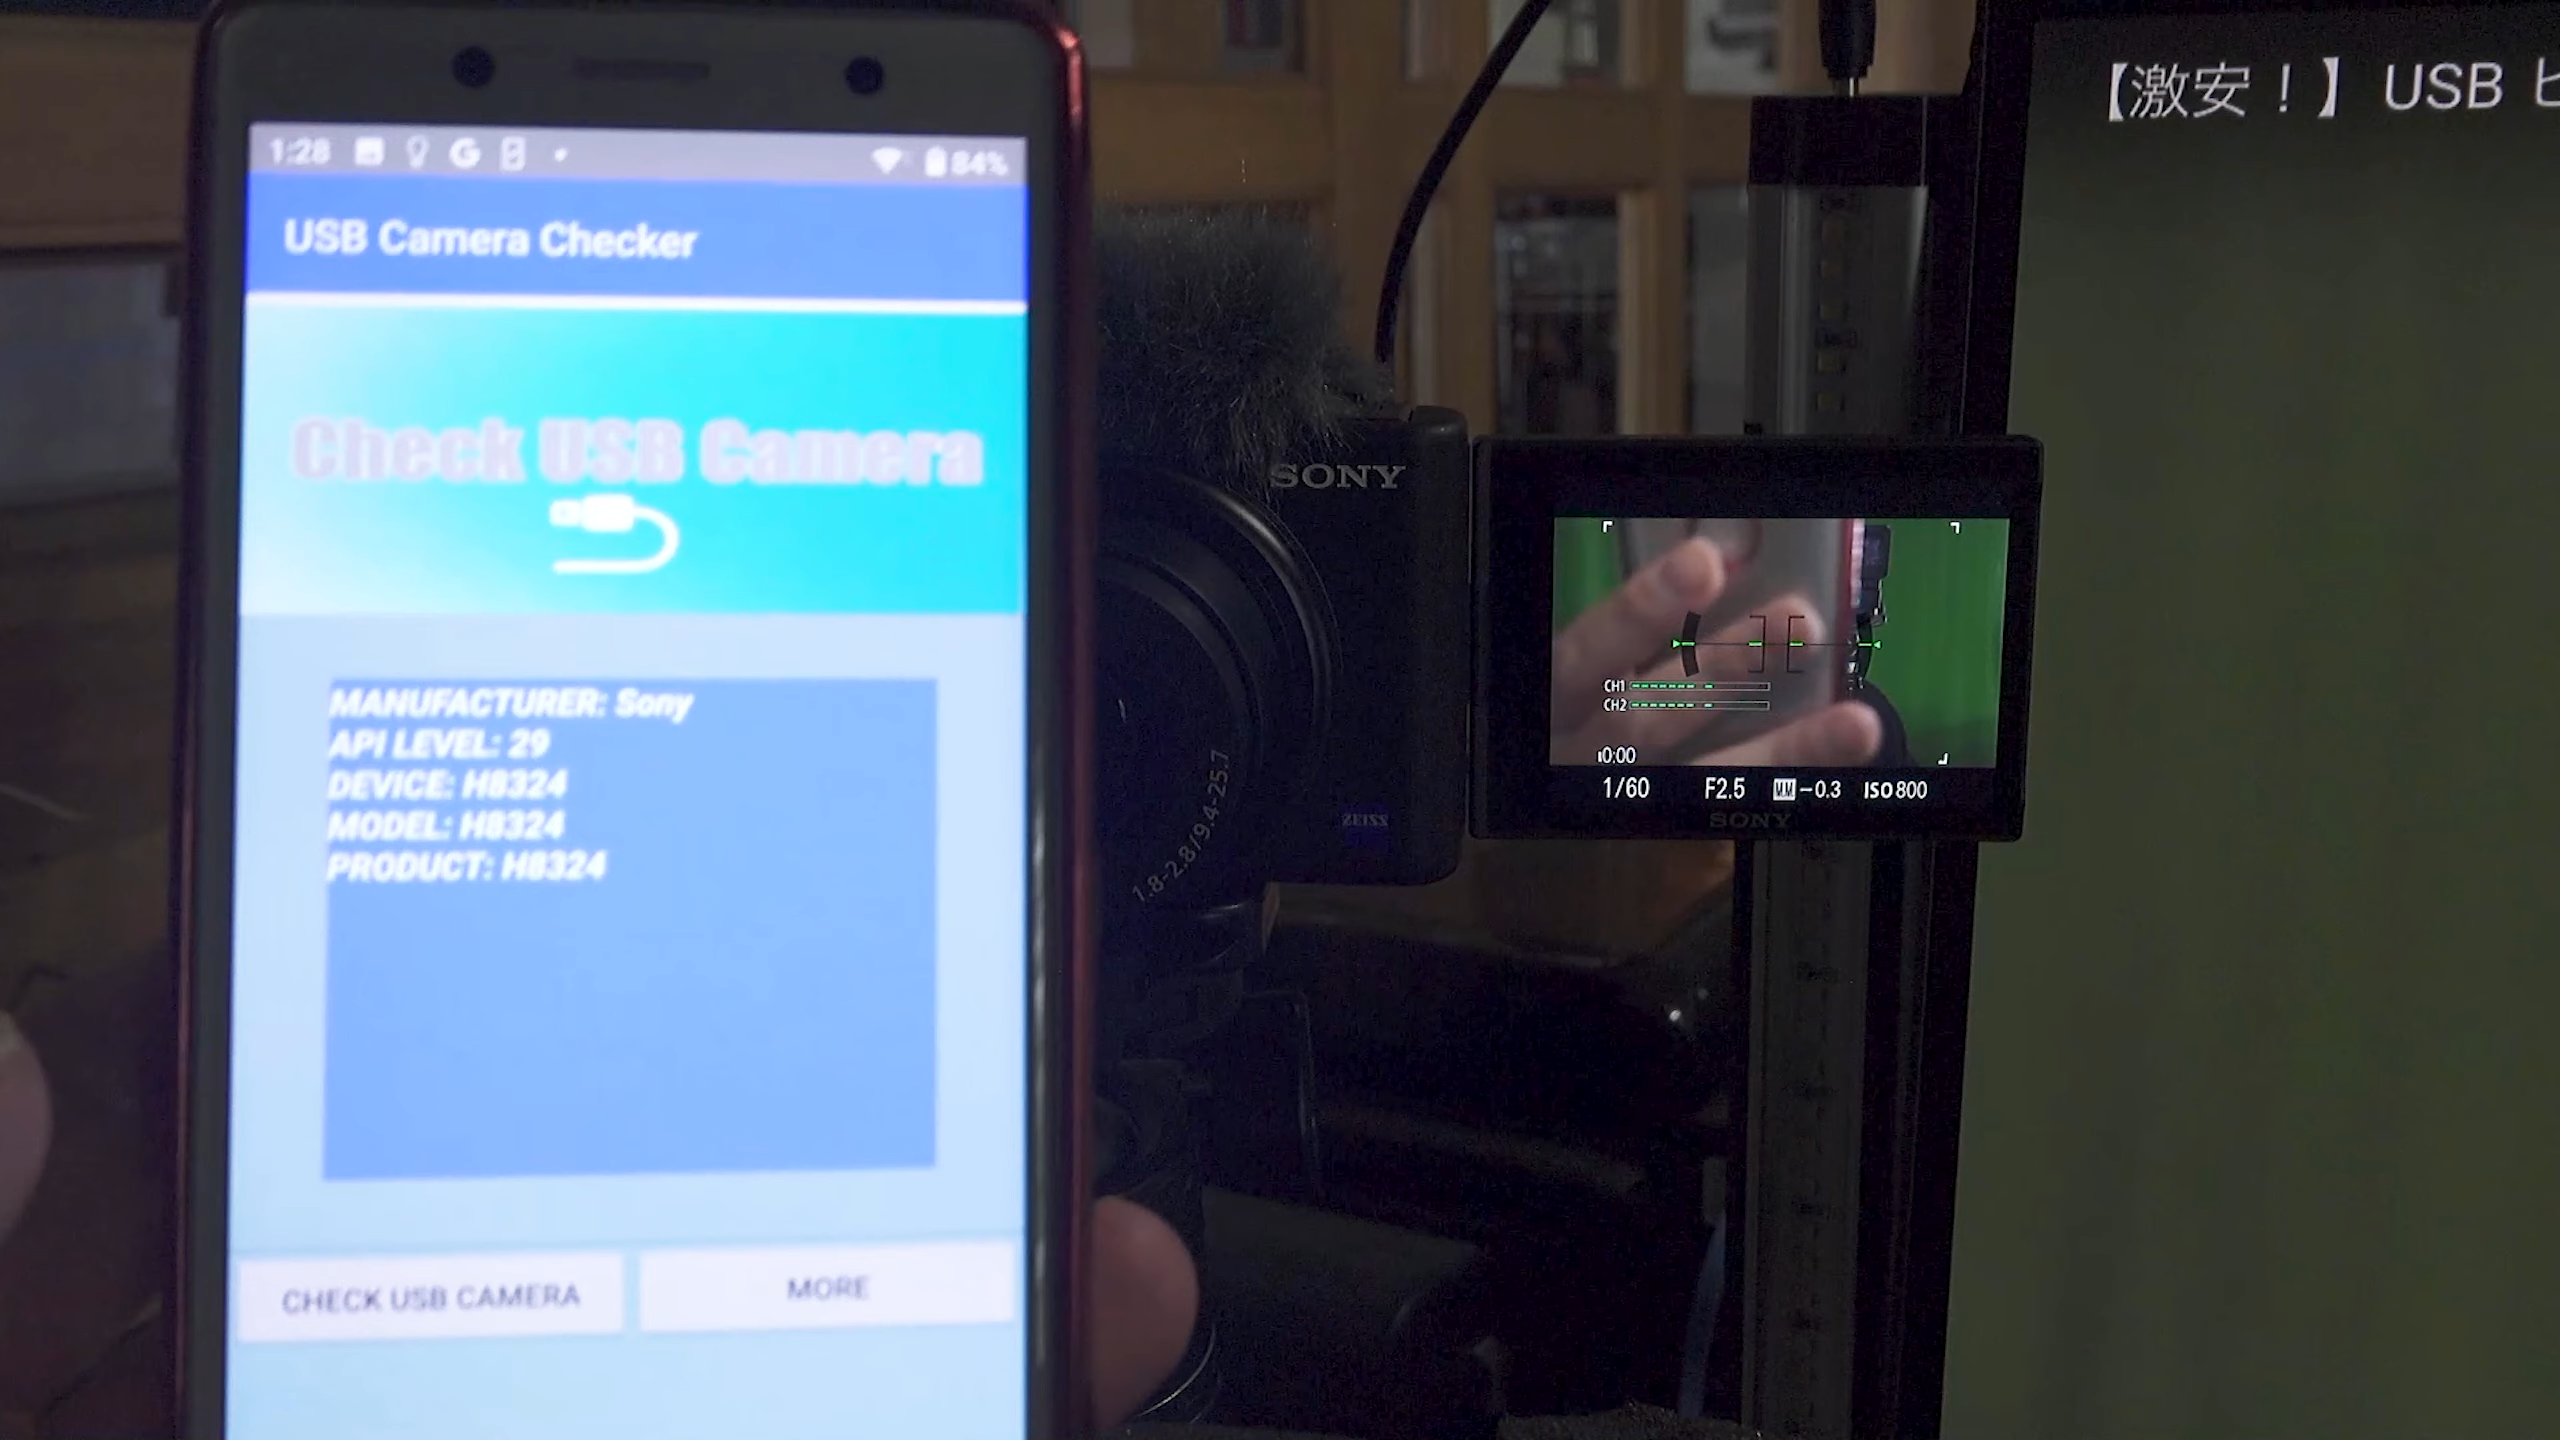 1:28
84%
USB Camera Checker
Check USB Camera
MANUFACTURER: Sony
API LEVEL: 29
DEVICE: H8324
MODEL: H8324
PRODUCT: H8324
CHECK USB CAMERA
MORE
SONY
ZEISS
1.8-2.8/9.4-25.7
CH1
CH2
0:00
1/60 F2.5 M.M. -0.3 ISO 800
SONY
【激安！】USB ビ